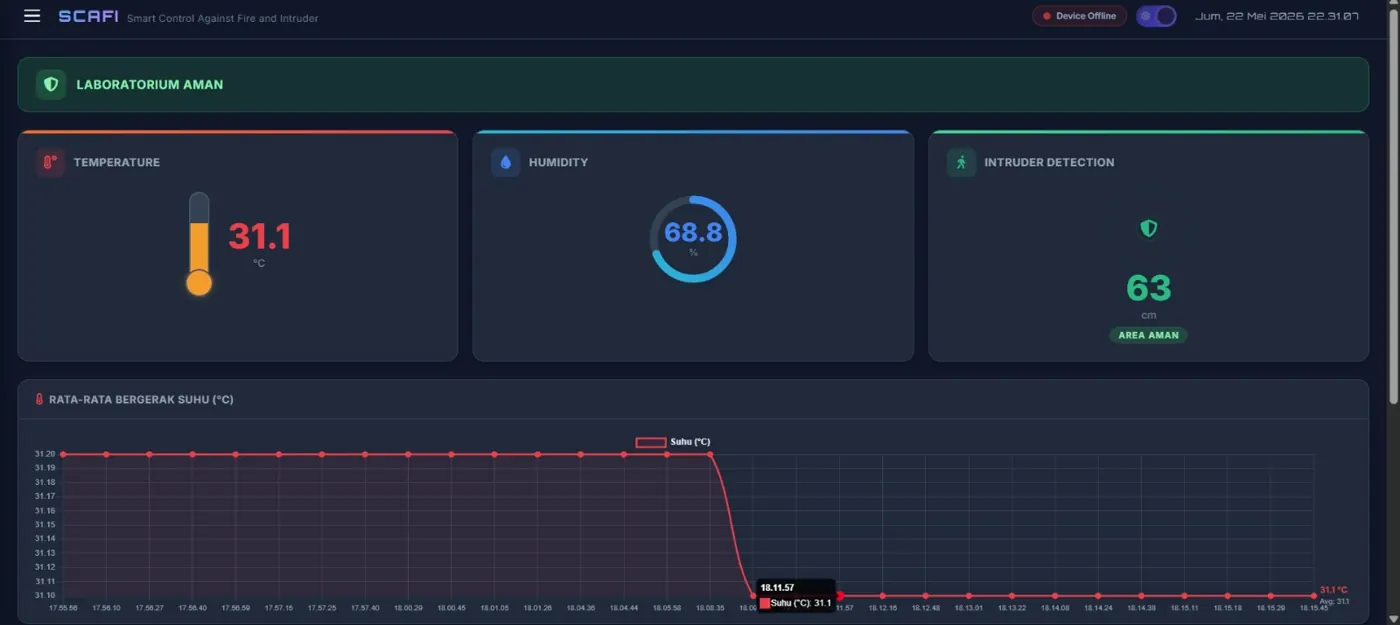 SCAFI Smart Control Against Fire and Intruder
Device Offline
Jum, 22 Mei 2026 22.31.07
LABORATORIUM AMAN
TEMPERATURE
31.1
°C
HUMIDITY
68.8
%
INTRUDER DETECTION
63
cm
AREA AMAN
RATA-RATA BERGERAK SUHU (°C)
Suhu (°C)
31.20
31.19
31.18
31.17
31.16
31.15
31.14
31.13
31.12
31.11
31.10
18.11.57
Suhu (°C): 31.1
31.1 °C
Avg: 31.1
17.55.56 17.56.10 17.56.27 17.56.40 17.56.59 17.57.15 17.57.25 17.57.40 18.00.29 18.00.45 18.01.05 18.01.26 18.04.36 18.04.44 18.05.58 18.08.35 18.12.16 18.12.48 18.13.01 18.13.22 18.14.08 18.14.24 18.14.38 18.15.11 18.15.18 18.15.29 18.15.45